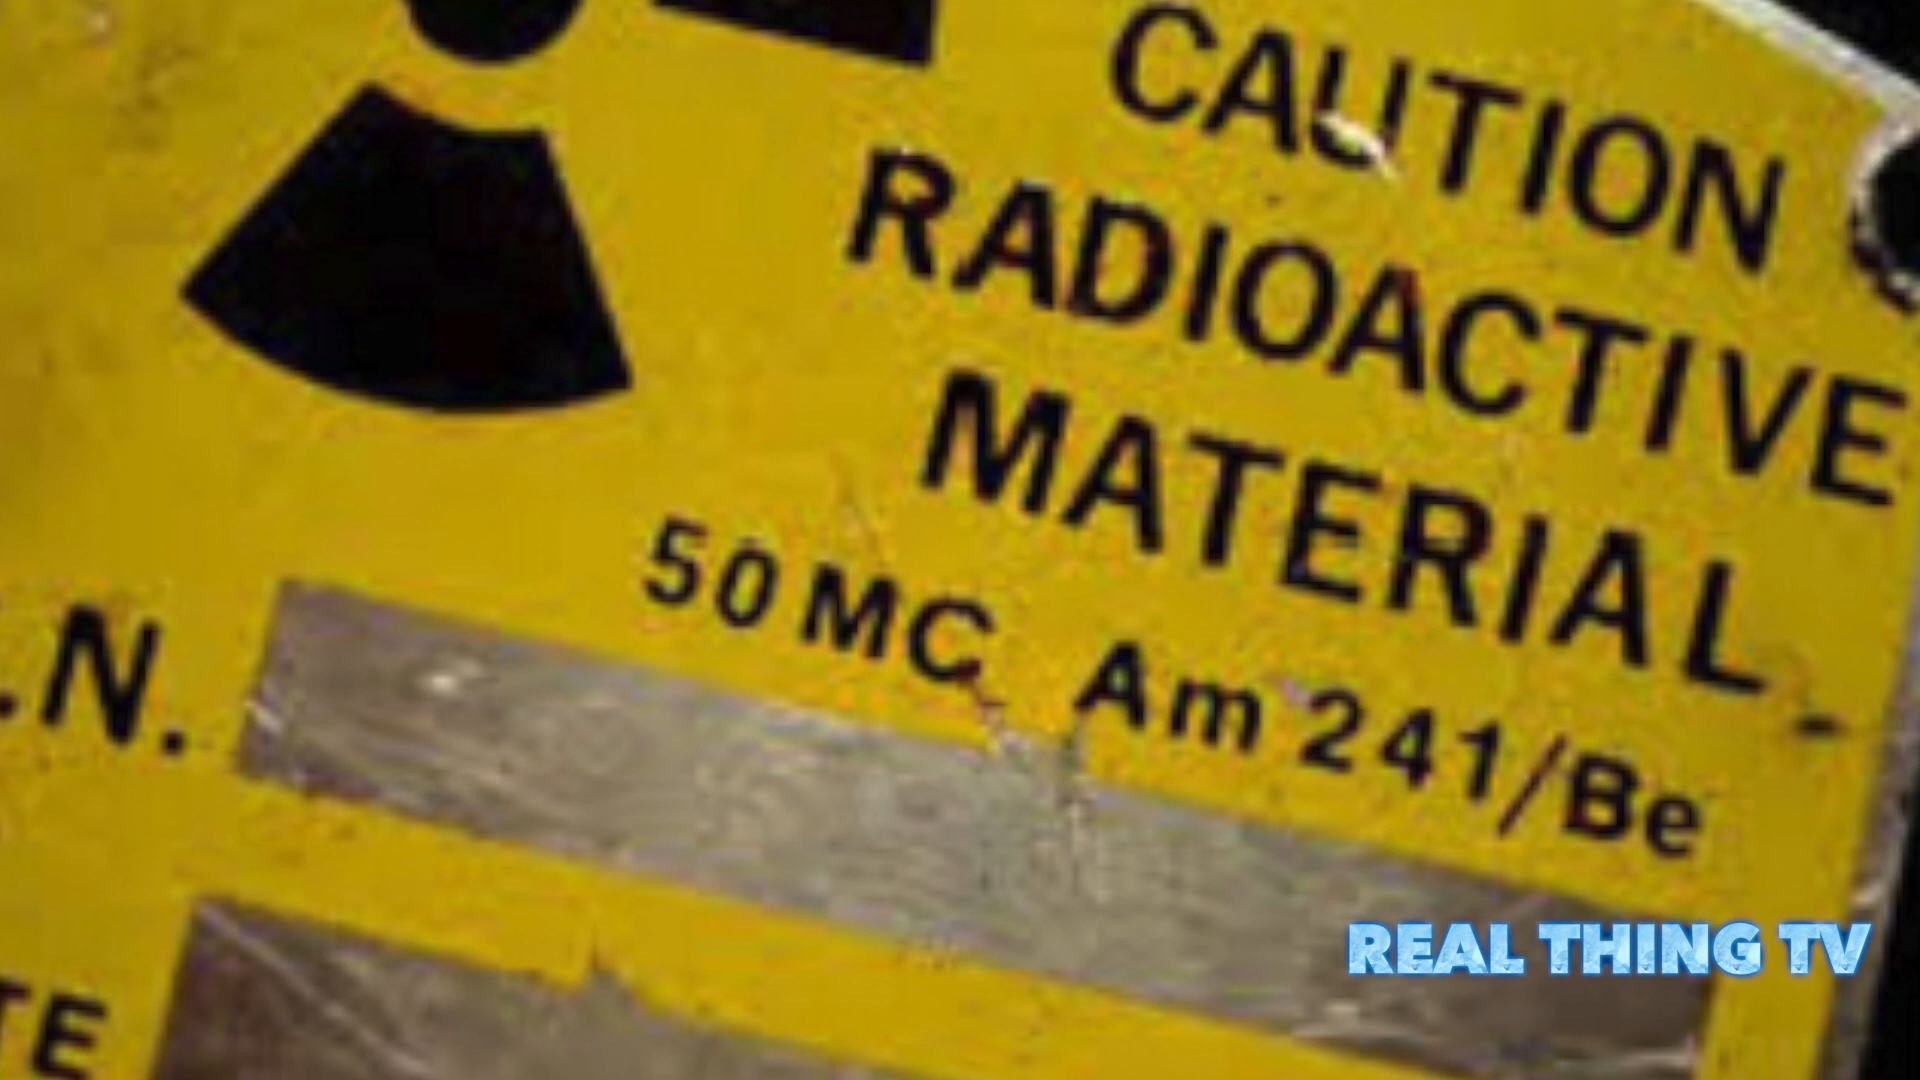 CAUTION
RADIOACTIVE
MATERIAL
50 MC Am 241/Be
.N.
TE
REAL THING TV